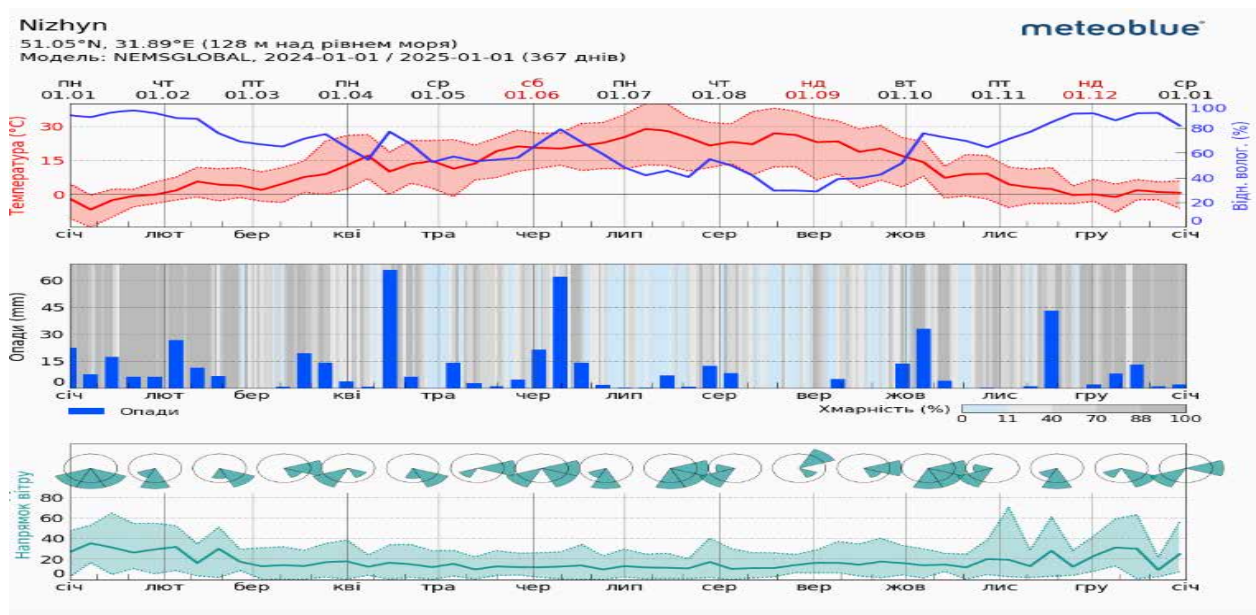 Nizhyn
meteoblue
51.05°N, 31.89°E (128 м над рівнем моря)
Модель: NEMSGLOBAL, 2024-01-01 / 2025-01-01 (367 днів)
пн чт пт пн ср сб пн чт нд вт пт нд ср
01.01 01.02 01.03 01.04 01.05 01.06 01.07 01.08 01.09 01.10 01.11 01.12 01.01
Температура (°C)
30
15
0
100
80
60
40
20
0
Відн. волог. (%)
січ лют бер кві тра чер лип сер вер жов лис гру січ
Опади (mm)
60
45
30
15
0
січ лют бер кві тра чер лип сер вер жов лис гру січ
Опади
Хмарність (%) 0 11 40 70 88 100
Напрямок вітру
80
60
40
20
0
січ лют бер кві тра чер лип сер вер жов лис гру січ